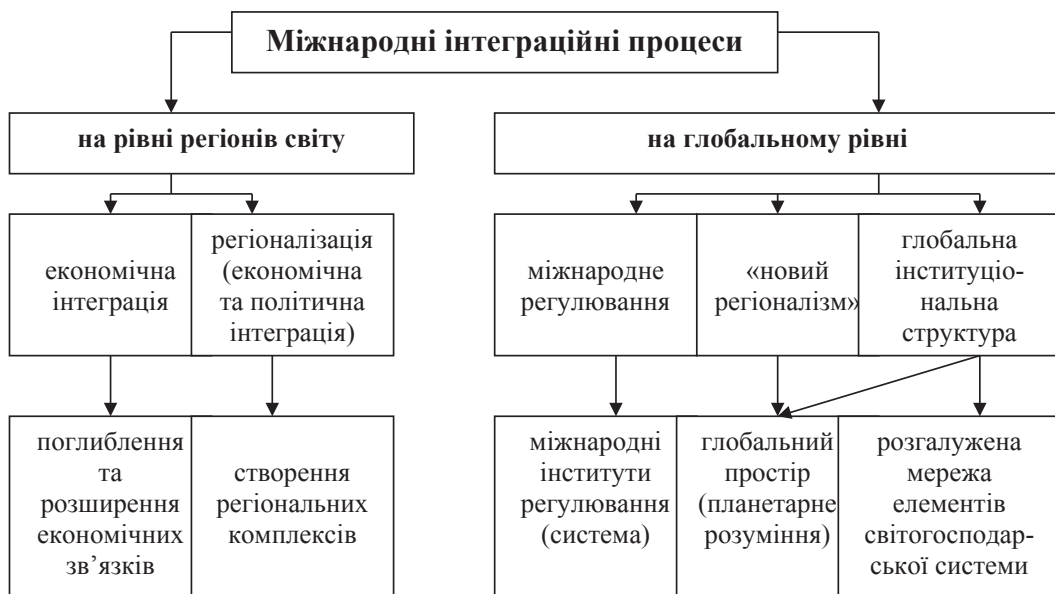 Міжнародні інтеграційні процеси
на рівні регіонів світу
на глобальному рівні
економічна
інтеграція
регіоналізація
(економічна
та політична
інтеграція)
міжнародне
регулювання
«новий
регіоналізм»
глобальна
інституціо-
нальна
структура
поглиблення
та
розширення
економічних
зв’язків
створення
регіональних
комплексів
міжнародні
інститути
регулювання
(система)
глобальний
простір
(планетарне
розуміння)
розгалужена
мережа
елементів
світогосподар-
ської системи